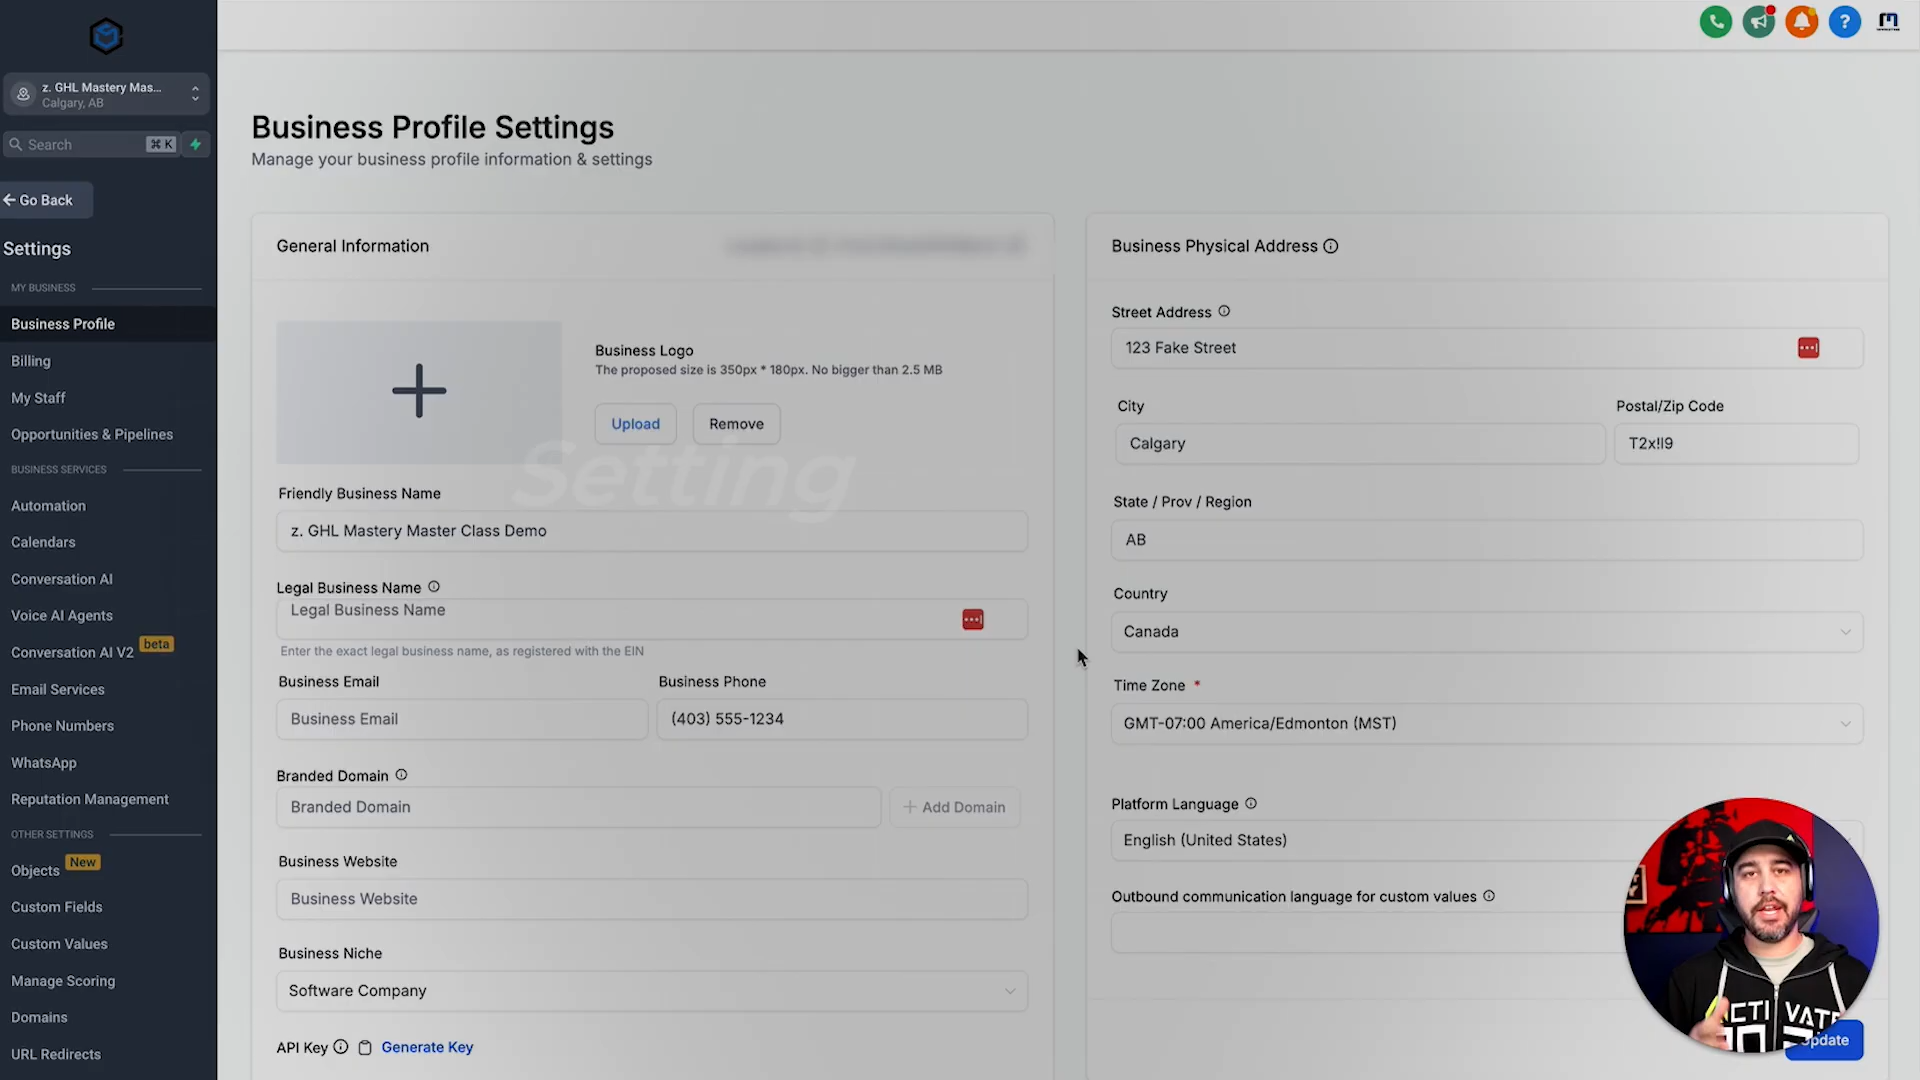 z. GHL Mastery Mas...
Calgary, AB
Search
⌘ K
Go Back
Settings
MY BUSINESS
Business Profile
Billing
My Staff
Opportunities & Pipelines
BUSINESS SERVICES
Automation
Calendars
Conversation AI
Voice AI Agents
Conversation AI V2 beta
Email Services
Phone Numbers
WhatsApp
Reputation Management
OTHER SETTINGS
Objects New
Custom Fields
Custom Values
Manage Scoring
Domains
URL Redirects
Business Profile Settings
Manage your business profile information & settings
General Information
Business Logo
The proposed size is 350px * 180px. No bigger than 2.5 MB
Upload
Remove
Setting
Friendly Business Name
z. GHL Mastery Master Class Demo
Legal Business Name
Legal Business Name
Enter the exact legal business name, as registered with the EIN
Business Email
Business Email
Business Phone
(403) 555-1234
Branded Domain
Branded Domain
+ Add Domain
Business Website
Business Website
Business Niche
Software Company
API Key
Generate Key
Business Physical Address
Street Address
123 Fake Street
City
Calgary
Postal/Zip Code
T2x!l9
State / Prov / Region
AB
Country
Canada
Time Zone *
GMT-07:00 America/Edmonton (MST)
Platform Language
English (United States)
Outbound communication language for custom values